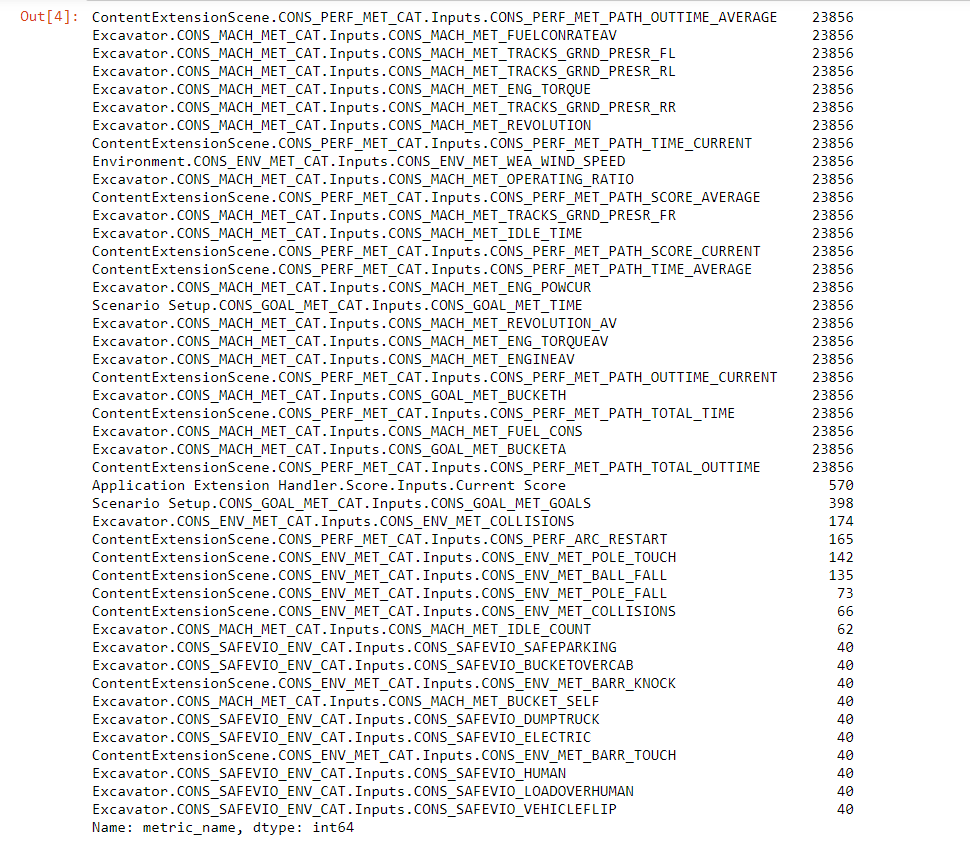 Out[4]: ContentExtensionScene.CONS_PERF_MET_CAT.Inputs.CONS_PERF_MET_PATH_OUTTIME_AVERAGE 23856
Excavator.CONS_MACH_MET_CAT.Inputs.CONS_MACH_MET_FUELCONRATEAV 23856
Excavator.CONS_MACH_MET_CAT.Inputs.CONS_MACH_MET_TRACKS_GRND_PRESR_FL 23856
Excavator.CONS_MACH_MET_CAT.Inputs.CONS_MACH_MET_TRACKS_GRND_PRESR_RL 23856
Excavator.CONS_MACH_MET_CAT.Inputs.CONS_MACH_MET_ENG_TORQUE 23856
Excavator.CONS_MACH_MET_CAT.Inputs.CONS_MACH_MET_TRACKS_GRND_PRESR_RR 23856
Excavator.CONS_MACH_MET_CAT.Inputs.CONS_MACH_MET_REVOLUTION 23856
ContentExtensionScene.CONS_PERF_MET_CAT.Inputs.CONS_PERF_MET_PATH_TIME_CURRENT 23856
Environment.CONS_ENV_MET_CAT.Inputs.CONS_ENV_MET_WEA_WIND_SPEED 23856
Excavator.CONS_MACH_MET_CAT.Inputs.CONS_MACH_MET_OPERATING_RATIO 23856
ContentExtensionScene.CONS_PERF_MET_CAT.Inputs.CONS_PERF_MET_PATH_SCORE_AVERAGE 23856
Excavator.CONS_MACH_MET_CAT.Inputs.CONS_MACH_MET_TRACKS_GRND_PRESR_FR 23856
Excavator.CONS_MACH_MET_CAT.Inputs.CONS_MACH_MET_IDLE_TIME 23856
ContentExtensionScene.CONS_PERF_MET_CAT.Inputs.CONS_PERF_MET_PATH_SCORE_CURRENT 23856
ContentExtensionScene.CONS_PERF_MET_CAT.Inputs.CONS_PERF_MET_PATH_TIME_AVERAGE 23856
Excavator.CONS_MACH_MET_CAT.Inputs.CONS_MACH_MET_ENG_POWCUR 23856
Scenario Setup.CONS_GOAL_MET_CAT.Inputs.CONS_GOAL_MET_TIME 23856
Excavator.CONS_MACH_MET_CAT.Inputs.CONS_MACH_MET_REVOLUTION_AV 23856
Excavator.CONS_MACH_MET_CAT.Inputs.CONS_MACH_MET_ENG_TORQUEAV 23856
Excavator.CONS_MACH_MET_CAT.Inputs.CONS_MACH_MET_ENGINEAV 23856
ContentExtensionScene.CONS_PERF_MET_CAT.Inputs.CONS_PERF_MET_PATH_OUTTIME_CURRENT 23856
Excavator.CONS_MACH_MET_CAT.Inputs.CONS_GOAL_MET_BUCKETH 23856
ContentExtensionScene.CONS_PERF_MET_CAT.Inputs.CONS_PERF_MET_PATH_TOTAL_TIME 23856
Excavator.CONS_MACH_MET_CAT.Inputs.CONS_MACH_MET_FUEL_CONS 23856
Excavator.CONS_MACH_MET_CAT.Inputs.CONS_GOAL_MET_BUCKETA 23856
ContentExtensionScene.CONS_PERF_MET_CAT.Inputs.CONS_PERF_MET_PATH_TOTAL_OUTTIME 23856
Application Extension Handler.Score.Inputs.Current Score 570
Scenario Setup.CONS_GOAL_MET_CAT.Inputs.CONS_GOAL_MET_GOALS 398
Excavator.CONS_ENV_MET_CAT.Inputs.CONS_ENV_MET_COLLISIONS 174
ContentExtensionScene.CONS_PERF_MET_CAT.Inputs.CONS_PERF_ARC_RESTART 165
ContentExtensionScene.CONS_ENV_MET_CAT.Inputs.CONS_ENV_MET_POLE_TOUCH 142
ContentExtensionScene.CONS_ENV_MET_CAT.Inputs.CONS_ENV_MET_BALL_FALL 135
ContentExtensionScene.CONS_ENV_MET_CAT.Inputs.CONS_ENV_MET_POLE_FALL 73
ContentExtensionScene.CONS_ENV_MET_CAT.Inputs.CONS_ENV_MET_COLLISIONS 66
Excavator.CONS_MACH_MET_CAT.Inputs.CONS_MACH_MET_IDLE_COUNT 62
Excavator.CONS_SAFEVIO_ENV_CAT.Inputs.CONS_SAFEVIO_SAFEPARKING 40
Excavator.CONS_SAFEVIO_ENV_CAT.Inputs.CONS_SAFEVIO_BUCKETOVERCAB 40
ContentExtensionScene.CONS_ENV_MET_CAT.Inputs.CONS_ENV_MET_BARR_KNOCK 40
Excavator.CONS_MACH_MET_CAT.Inputs.CONS_MACH_MET_BUCKET_SELF 40
Excavator.CONS_SAFEVIO_ENV_CAT.Inputs.CONS_SAFEVIO_DUMPTRUCK 40
Excavator.CONS_SAFEVIO_ENV_CAT.Inputs.CONS_SAFEVIO_ELECTRIC 40
ContentExtensionScene.CONS_ENV_MET_CAT.Inputs.CONS_ENV_MET_BARR_TOUCH 40
Excavator.CONS_SAFEVIO_ENV_CAT.Inputs.CONS_SAFEVIO_HUMAN 40
Excavator.CONS_SAFEVIO_ENV_CAT.Inputs.CONS_SAFEVIO_LOADOVERHUMAN 40
Excavator.CONS_SAFEVIO_ENV_CAT.Inputs.CONS_SAFEVIO_VEHICLEFLIP 40
Name: metric_name, dtype: int64